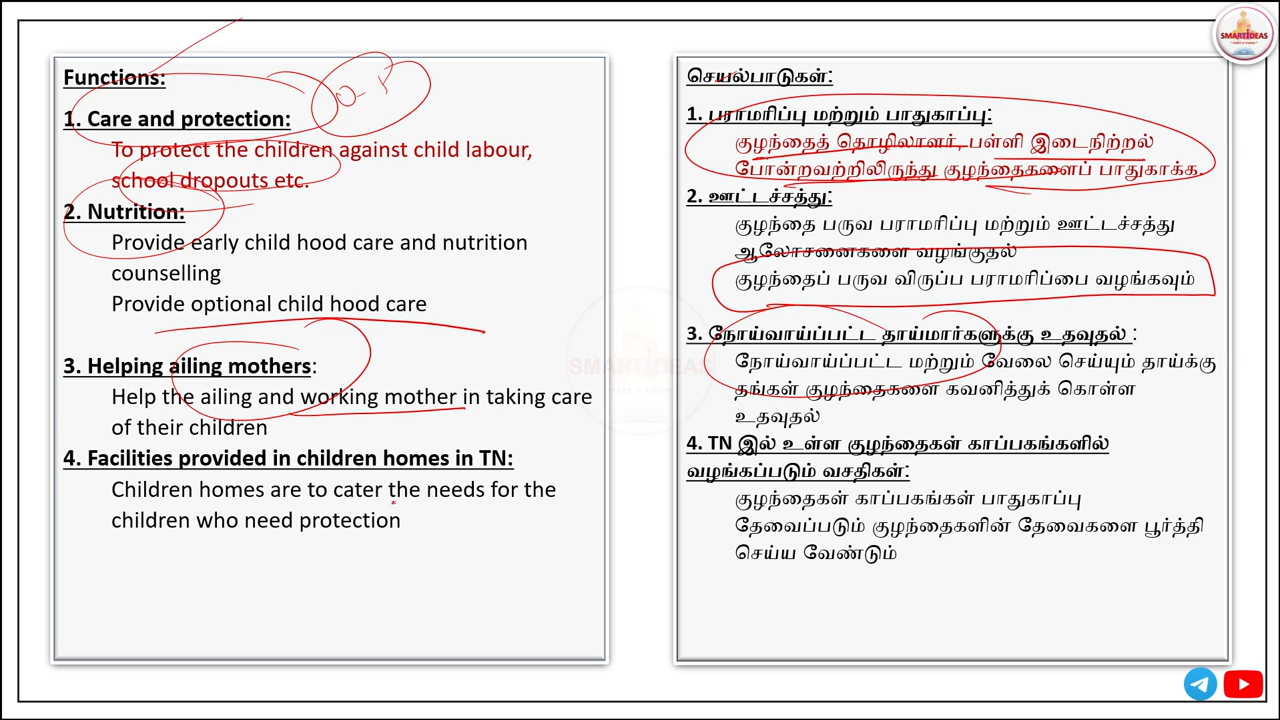 SMARTIDEAS
Functions:
1. Care and protection:
To protect the children against child labour,
school dropouts etc.
2. Nutrition:
Provide early child hood care and nutrition
counselling
Provide optional child hood care
3. Helping ailing mothers:
Help the ailing and working mother in taking care
of their children
4. Facilities provided in children homes in TN:
Children homes are to cater the needs for the
children who need protection
செயல்பாடுகள்:
1. பராமரிப்பு மற்றும் பாதுகாப்பு:
குழந்தைத் தொழிலாளர், பள்ளி இடைநிற்றல்
போன்றவற்றிலிருந்து குழந்தைகளைப் பாதுகாக்க.
2. ஊட்டச்சத்து:
குழந்தை பருவ பராமரிப்பு மற்றும் ஊட்டச்சத்து
ஆலோசனைகளை வழங்குதல்
குழந்தைப் பருவ விருப்ப பராமரிப்பை வழங்கவும்
3. நோய்வாய்ப்பட்ட தாய்மார்களுக்கு உதவுதல் :
நோய்வாய்ப்பட்ட மற்றும் வேலை செய்யும் தாய்க்கு
தங்கள் குழந்தைகளை கவனித்துக் கொள்ள
உதவுதல்
4. TN இல் உள்ள குழந்தைகள் காப்பகங்களில்
வழங்கப்படும் வசதிகள்:
குழந்தைகள் காப்பகங்கள் பாதுகாப்பு
தேவைப்படும் குழந்தைகளின் தேவைகளை பூர்த்தி
செய்ய வேண்டும்
SMARTIDEAS